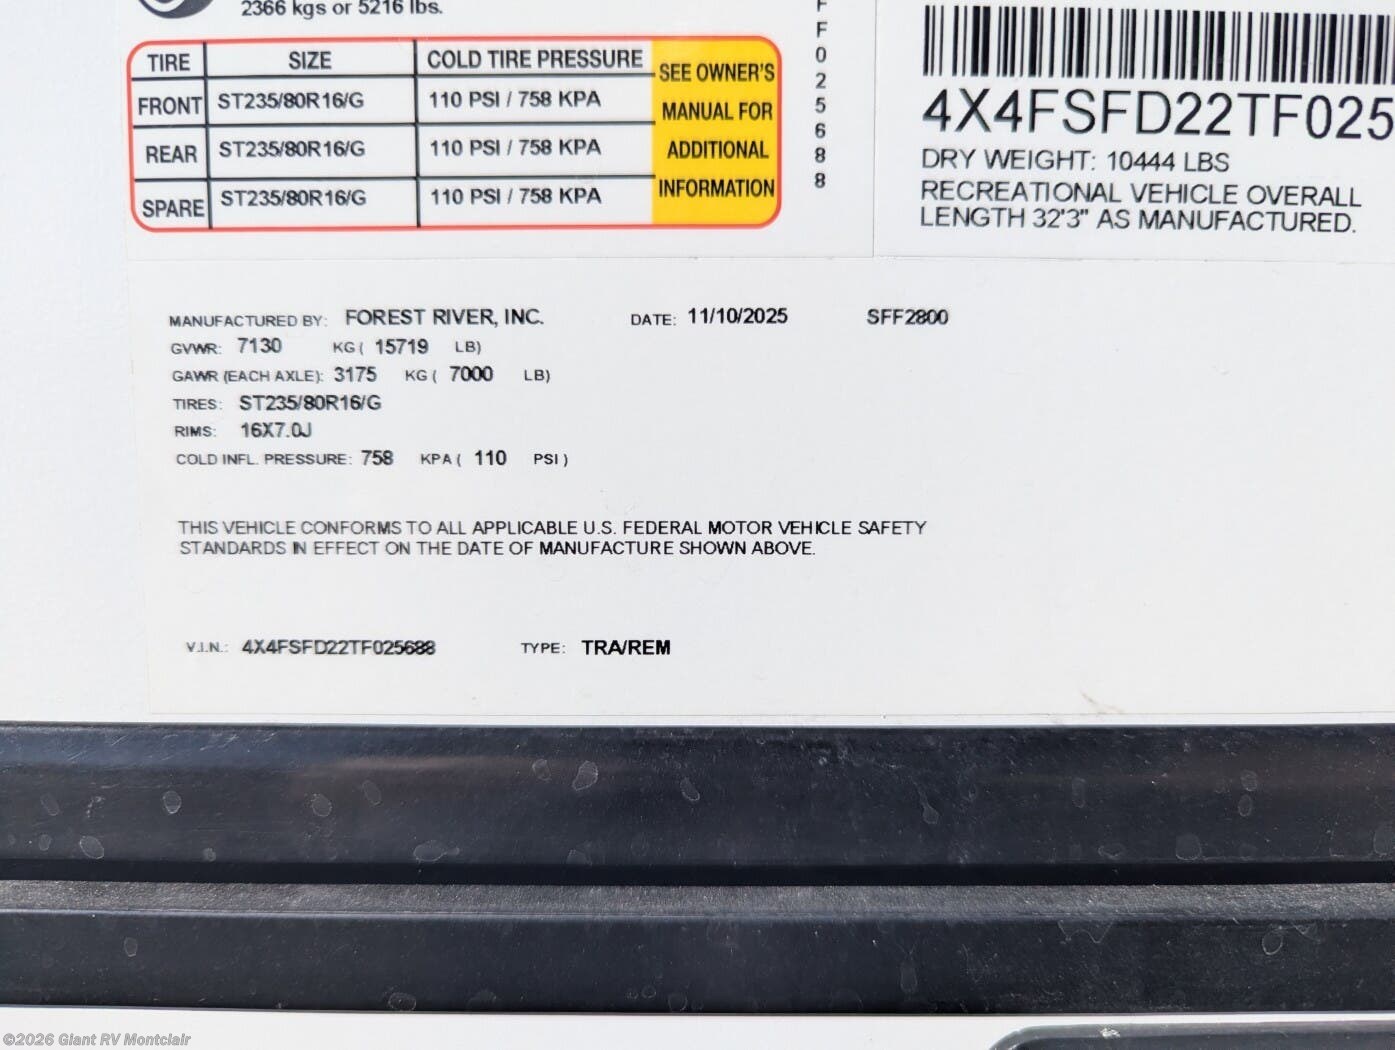 2366 kgs or 5216 lbs.
TIRE SIZE COLD TIRE PRESSURE
FRONT ST235/80R16/G 110 PSI / 758 KPA
REAR ST235/80R16/G 110 PSI / 758 KPA
SPARE ST235/80R16/G 110 PSI / 758 KPA
SEE OWNER'S
MANUAL FOR
ADDITIONAL
INFORMATION
F
F
0
2
5
6
8
8
4X4FSFD22TF025
DRY WEIGHT: 10444 LBS
RECREATIONAL VEHICLE OVERALL
LENGTH 32'3" AS MANUFACTURED.
MANUFACTURED BY: FOREST RIVER, INC. DATE: 11/10/2025 SFF2800
GVWR: 7130 KG ( 15719 LB)
GAWR (EACH AXLE): 3175 KG ( 7000 LB)
TIRES: ST235/80R16/G
RIMS: 16X7.0J
COLD INFL. PRESSURE: 758 KPA ( 110 PSI )
THIS VEHICLE CONFORMS TO ALL APPLICABLE U.S. FEDERAL MOTOR VEHICLE SAFETY
STANDARDS IN EFFECT ON THE DATE OF MANUFACTURE SHOWN ABOVE.
V.I.N.: 4X4FSFD22TF025688 TYPE: TRA/REM
©2026 Giant RV Montclair